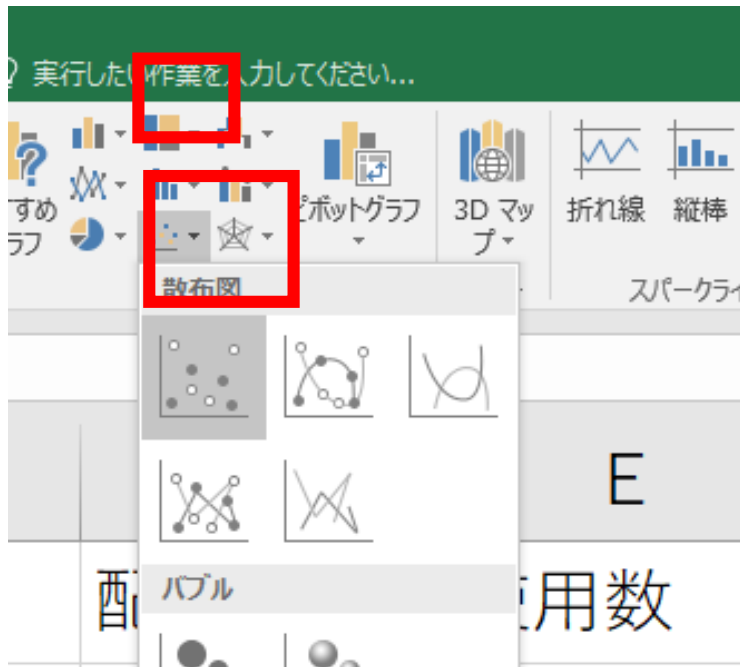 実行したい作業を入力してください...
すめ
ラフ
ピボットグラフ
3D マッ
プ
折れ線
縦棒
スパークライ
散布図
E
用数
バブル